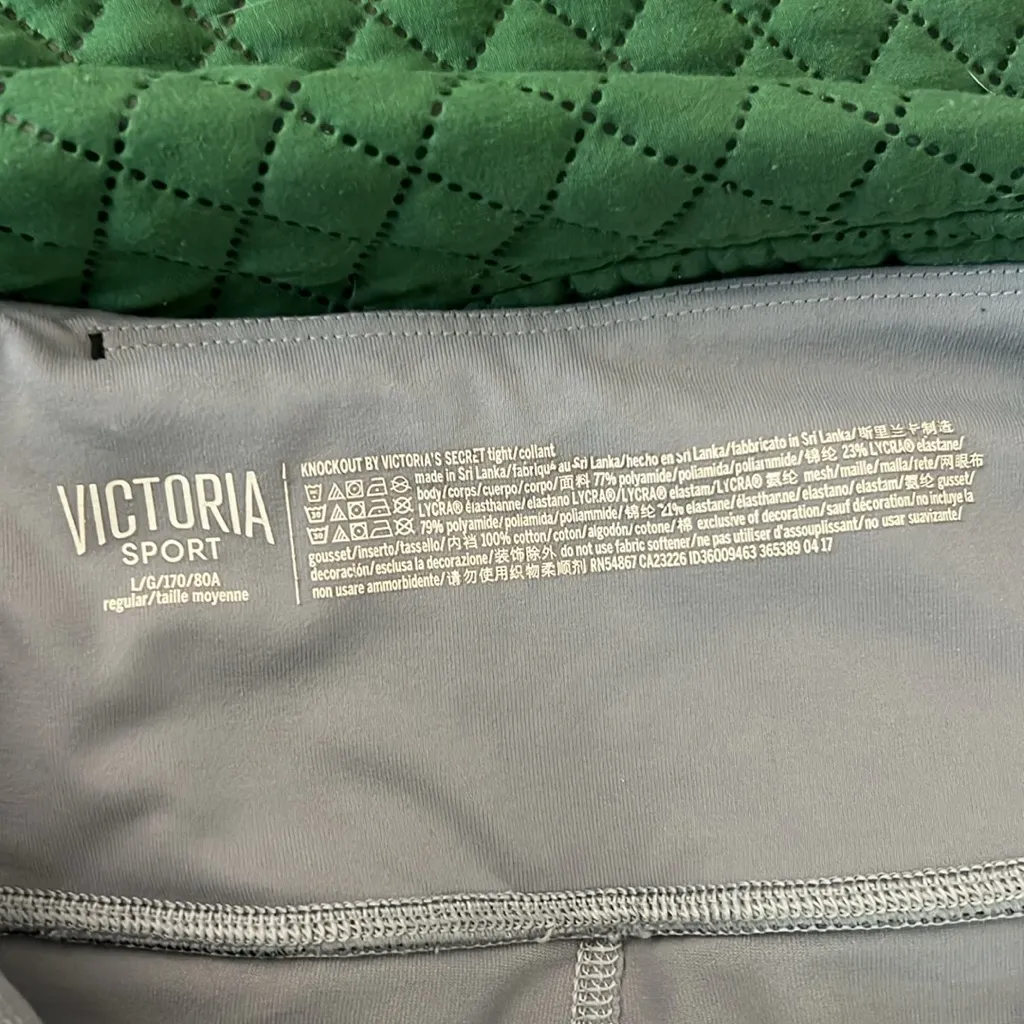 VICTORIA
SPORT
L/G/170/80A
regular/taille moyenne
KNOCKOUT BY VICTORIA'S SECRET tight/collant
made in Sri Lanka/fabriqué au Sri Lanka/hecho en Sri Lanka/fabbricato in Sri Lanka/斯里兰卡制造
body/corps/cuerpo/corpo/面料 77% polyamide/poliamida/poliammide/锦纶 23% LYCRA® elastane/
LYCRA® élasthanne/elastano LYCRA®/LYCRA® elastam/LYCRA® 氨纶 mesh/maille/malla/rete/网眼布
79% polyamide/poliamida/poliammide/锦纶 21% elastane/élasthanne/elastano/elastam/氨纶 gusset/
gousset/inserto/tassello/内裆 100% cotton/coton/algodón/cotone/棉 exclusive of decoration/sauf décoration/no incluye la
decoración/esclusa la decorazione/装饰除外 do not use fabric softener/ne pas utiliser d'assouplissant/no usar suavizante/
non usare ammorbidente/请勿使用织物柔顺剂 RN54867 CA23226 ID36009463 365389 04 17